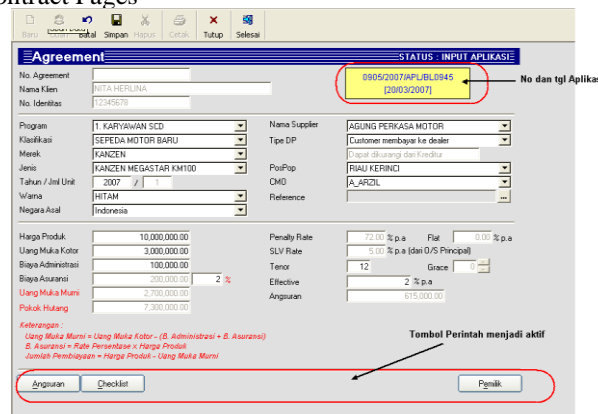 ontract Pages
Baru Batal Simpan Hapus Cetak Tutup Selesai
Agreement STATUS : INPUT APLIKASI
No. Agreement
0905/2007/APL/BL0945
[20/03/2007]
No dan tgl Aplikas
Nama Klien NITA HERLINA
No. Identitas 12345678
Program 1. KARYAWAN SCD Nama Supplier AGUNG PERKASA MOTOR
Klasifikasi SEPEDA MOTOR BARU Tipe DP Customer membayar ke dealer
Merek KANZEN Dapat dikurangi dari Kreditur
Jenis KANZEN MEGASTAR KM100 PosPop RIAU KERINCI
Tahun / Jml Unit 2007 / 1 CMO A_ARZIL
Warna HITAM Reference ...
Negara Asal Indonesia
Harga Produk 10,000,000.00 Penalty Rate 72.00 % p.a Flat 0.00 % p.a
Uang Muka Kotor 3,000,000.00 SLV Rate 5.00 % p.a (dari O/S Principal)
Biaya Administrasi 100,000.00 Tenor 12 Grace 0
Biaya Asuransi 200,000.00 2 % Effective 2 % p.a
Uang Muka Murni 2,700,000.00 Angsuran 615,000.00
Pokok Hutang 7,300,000.00
Keterangan :
Uang Muka Murni = Uang Muka Kotor - (B. Administrasi + B. Asuransi)
B. Asuransi = Rate Persentase x Harga Produk
Jumlah Pembiayaan = Harga Produk - Uang Muka Murni
Tombol Perintah menjadi aktif
Angsuran Checklist Pemilik